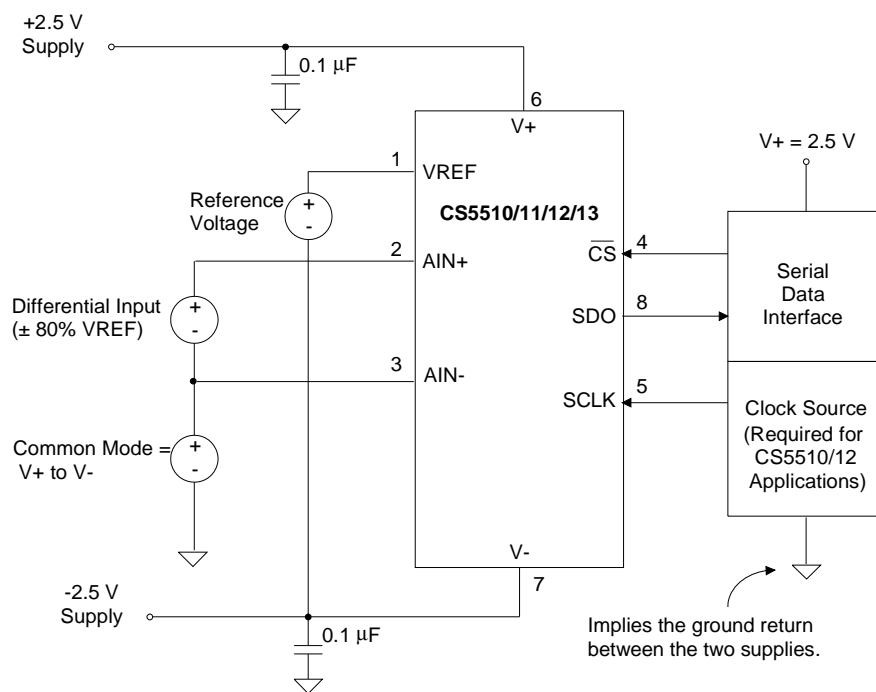 +2.5 V
Supply
0.1 μF
6
V+
V+ = 2.5 V
1
VREF
Reference
Voltage
+
-
CS5510/11/12/13
2
AIN+
4
CS
Serial
Data
Interface
Differential Input
(± 80% VREF)
+
-
8
SDO
3
AIN-
5
SCLK
Clock Source
(Required for
CS5510/12
Applications)
Common Mode =
V+ to V-
+
-
V-
7
-2.5 V
Supply
0.1 μF
Implies the ground return
between the two supplies.